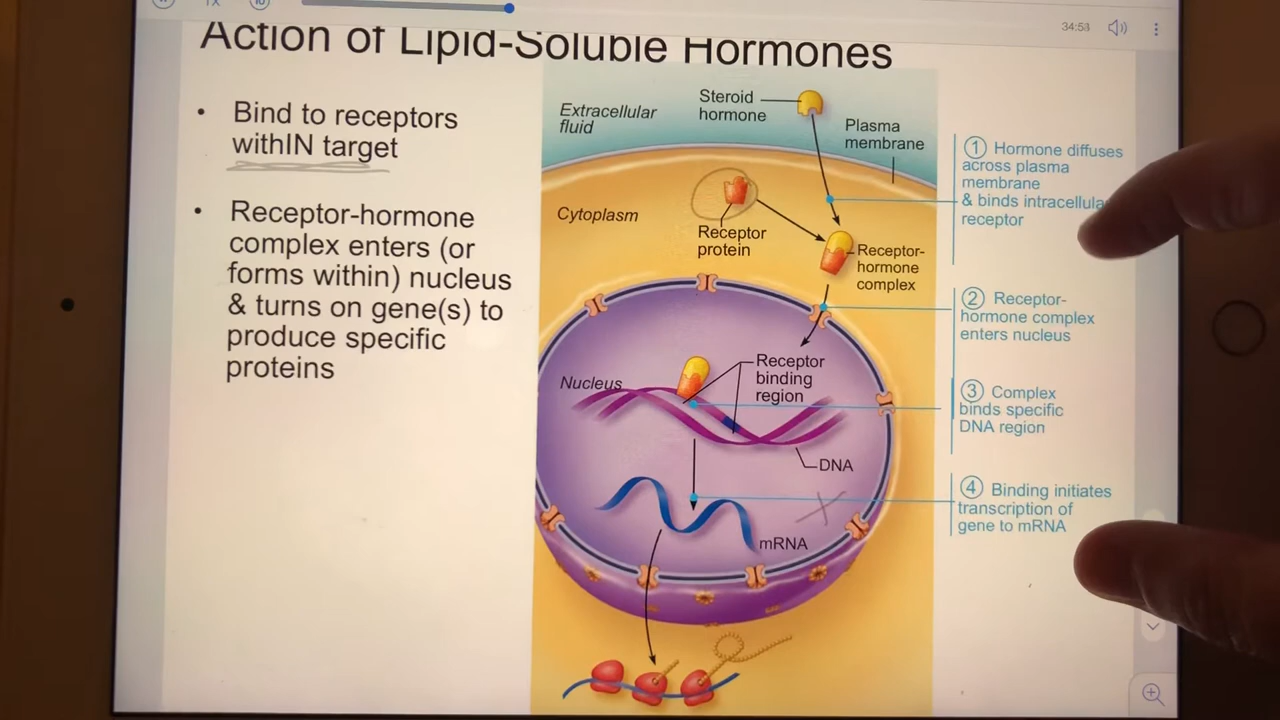 1x
10
34:53
Action of Lipid-Soluble Hormones
• Bind to receptors
withIN target
• Receptor-hormone
complex enters (or
forms within) nucleus
& turns on gene(s) to
produce specific
proteins
Extracellular
fluid
Steroid
hormone
Plasma
membrane
Cytoplasm
Receptor
protein
Receptor-
hormone
complex
Nucleus
Receptor
binding
region
DNA
mRNA
1 Hormone diffuses
across plasma
membrane
& binds intracellula
receptor
2 Receptor-
hormone complex
enters nucleus
3 Complex
binds specific
DNA region
4 Binding initiates
transcription of
gene to mRNA